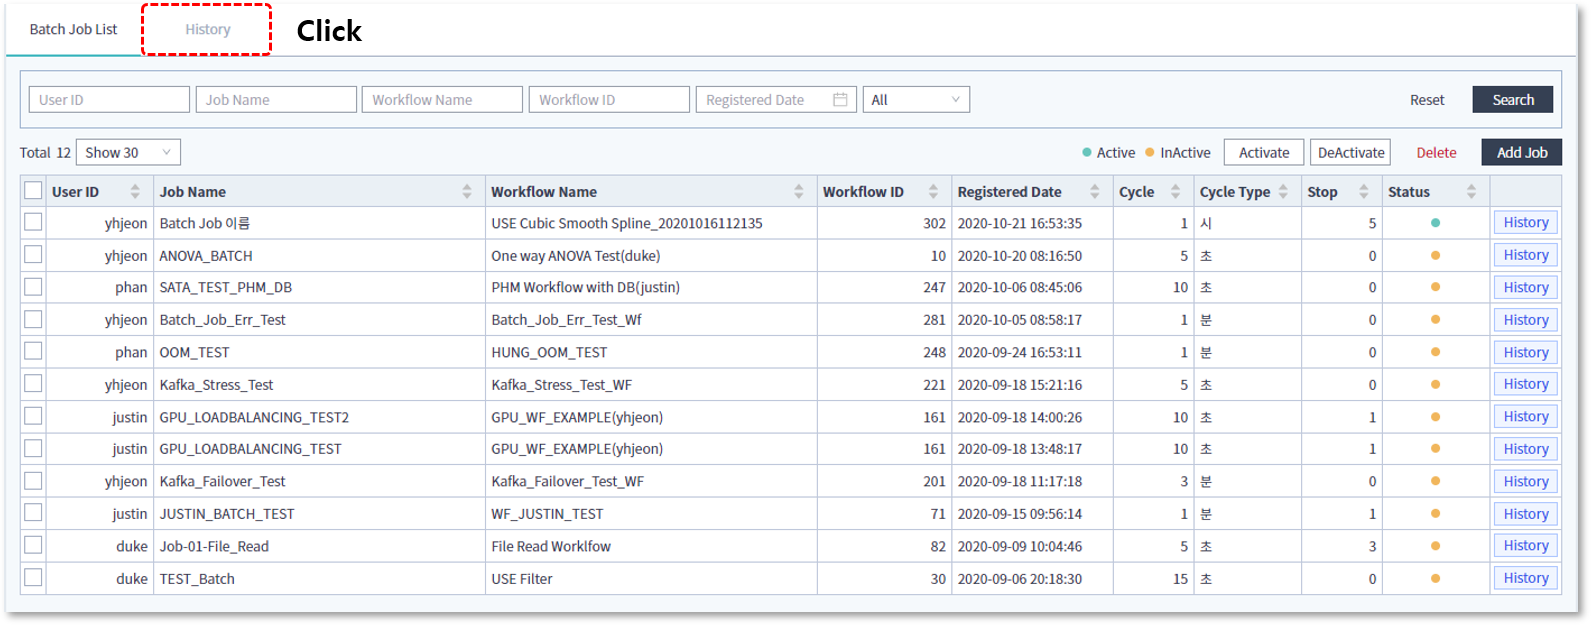 Batch Job List History Click
User ID Job Name Workflow Name Workflow ID Registered Date All Reset Search
Total 12 Show 30 Active InActive Activate DeActivate Delete Add Job
User ID Job Name Workflow Name Workflow ID Registered Date Cycle Cycle Type Stop Status
yhjeon Batch Job 이름 USE Cubic Smooth Spline_20201016112135 302 2020-10-21 16:53:35 1 시 5 History
yhjeon ANOVA_BATCH One way ANOVA Test(duke) 10 2020-10-20 08:16:50 5 초 0 History
phan SATA_TEST_PHM_DB PHM Workflow with DB(justin) 247 2020-10-06 08:45:06 10 초 0 History
yhjeon Batch_Job_Err_Test Batch_Job_Err_Test_Wf 281 2020-10-05 08:58:17 1 분 0 History
phan OOM_TEST HUNG_OOM_TEST 248 2020-09-24 16:53:11 1 분 0 History
yhjeon Kafka_Stress_Test Kafka_Stress_Test_WF 221 2020-09-18 15:21:16 5 초 0 History
justin GPU_LOADBALANCING_TEST2 GPU_WF_EXAMPLE(yhjeon) 161 2020-09-18 14:00:26 10 초 1 History
justin GPU_LOADBALANCING_TEST GPU_WF_EXAMPLE(yhjeon) 161 2020-09-18 13:48:17 10 초 1 History
yhjeon Kafka_Failover_Test Kafka_Failover_Test_WF 201 2020-09-18 11:17:18 3 분 0 History
justin JUSTIN_BATCH_TEST WF_JUSTIN_TEST 71 2020-09-15 09:56:14 1 분 1 History
duke Job-01-File_Read File Read Worklfow 82 2020-09-09 10:04:46 5 초 3 History
duke TEST_Batch USE Filter 30 2020-09-06 20:18:30 15 초 0 History